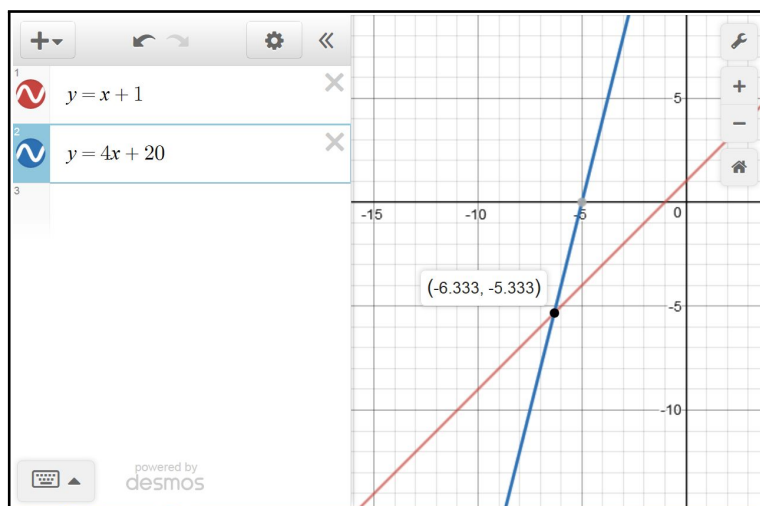 1
y = x + 1
2
y = 4x + 20
3
powered by
desmos
5
-15
-10
-5
0
(-6.333, -5.333)
-5
-10